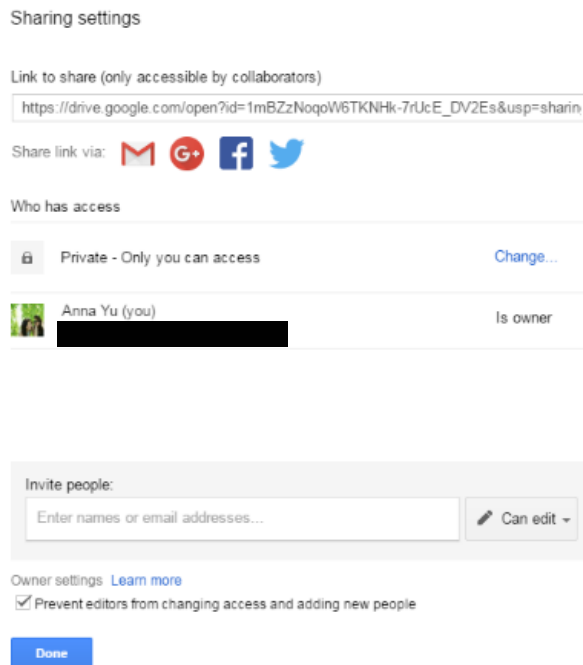 Sharing settings
Link to share (only accessible by collaborators)
https://drive.google.com/open?id=1mBZzNoqoW6TKNHk-7rUcE_DV2Es&usp=sharin
Share link via: G+ f
Who has access
Private - Only you can access Change...
Anna Yu (you) Is owner
Invite people:
Enter names or email addresses... Can edit
Owner settings Learn more
Prevent editors from changing access and adding new people
Done